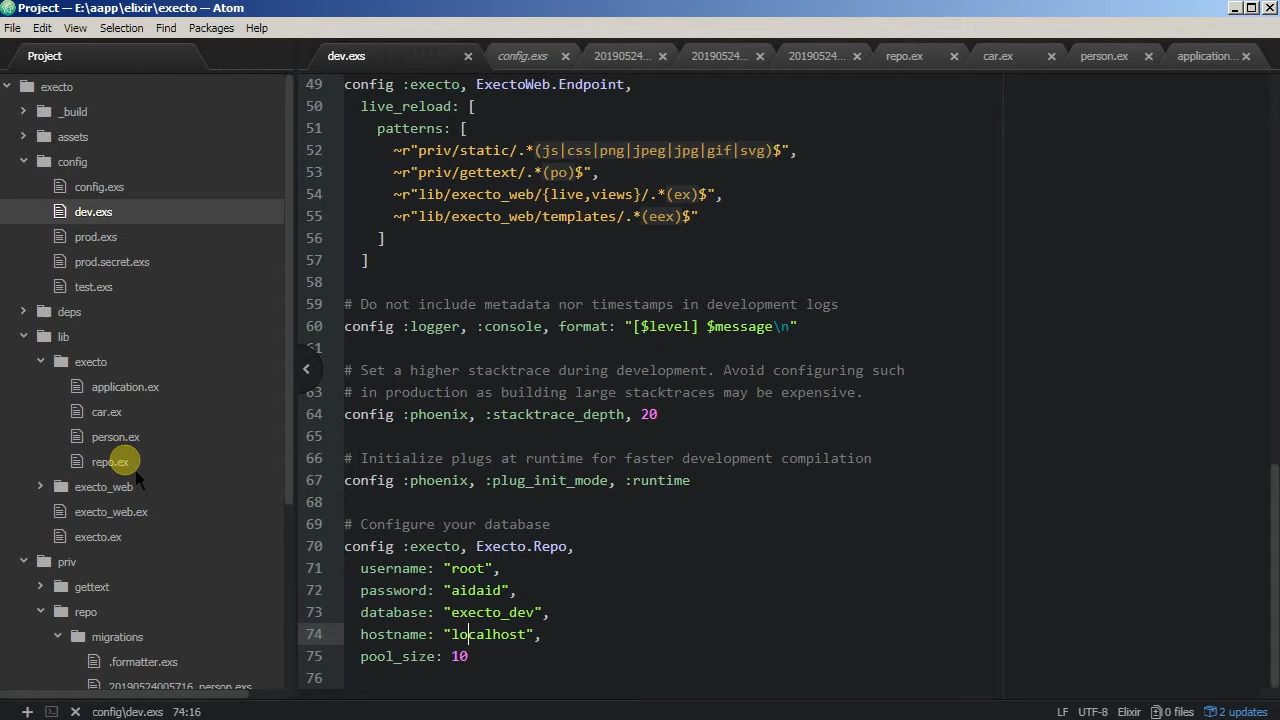 Project — E:\aapp\elixir\execto — Atom
File Edit View Selection Find Packages Help
Project
dev.exs config.exs 20190524... 20190524... 20190524... repo.ex car.ex person.ex application...
execto
_build
assets
config
config.exs
dev.exs
prod.exs
prod.secret.exs
test.exs
deps
lib
execto
application.ex
car.ex
person.ex
repo.ex
execto_web
execto_web.ex
execto.ex
priv
gettext
repo
migrations
.formatter.exs
20190524005716_person.exs
49 config :execto, ExectoWeb.Endpoint,
50 live_reload: [
51 patterns: [
52 ~r"priv/static/.*(js|css|png|jpeg|jpg|gif|svg)$",
53 ~r"priv/gettext/.*(po)$",
54 ~r"lib/execto_web/{live,views}/.*(ex)$",
55 ~r"lib/execto_web/templates/.*(eex)$"
56 ]
57 ]
58
59 # Do not include metadata nor timestamps in development logs
60 config :logger, :console, format: "[$level] $message\n"
61
62 # Set a higher stacktrace during development. Avoid configuring such
63 # in production as building large stacktraces may be expensive.
64 config :phoenix, :stacktrace_depth, 20
65
66 # Initialize plugs at runtime for faster development compilation
67 config :phoenix, :plug_init_mode, :runtime
68
69 # Configure your database
70 config :execto, Execto.Repo,
71 username: "root",
72 password: "aidaid",
73 database: "execto_dev",
74 hostname: "localhost",
75 pool_size: 10
76
config\dev.exs 74:16 LF UTF-8 Elixir 0 files 2 updates